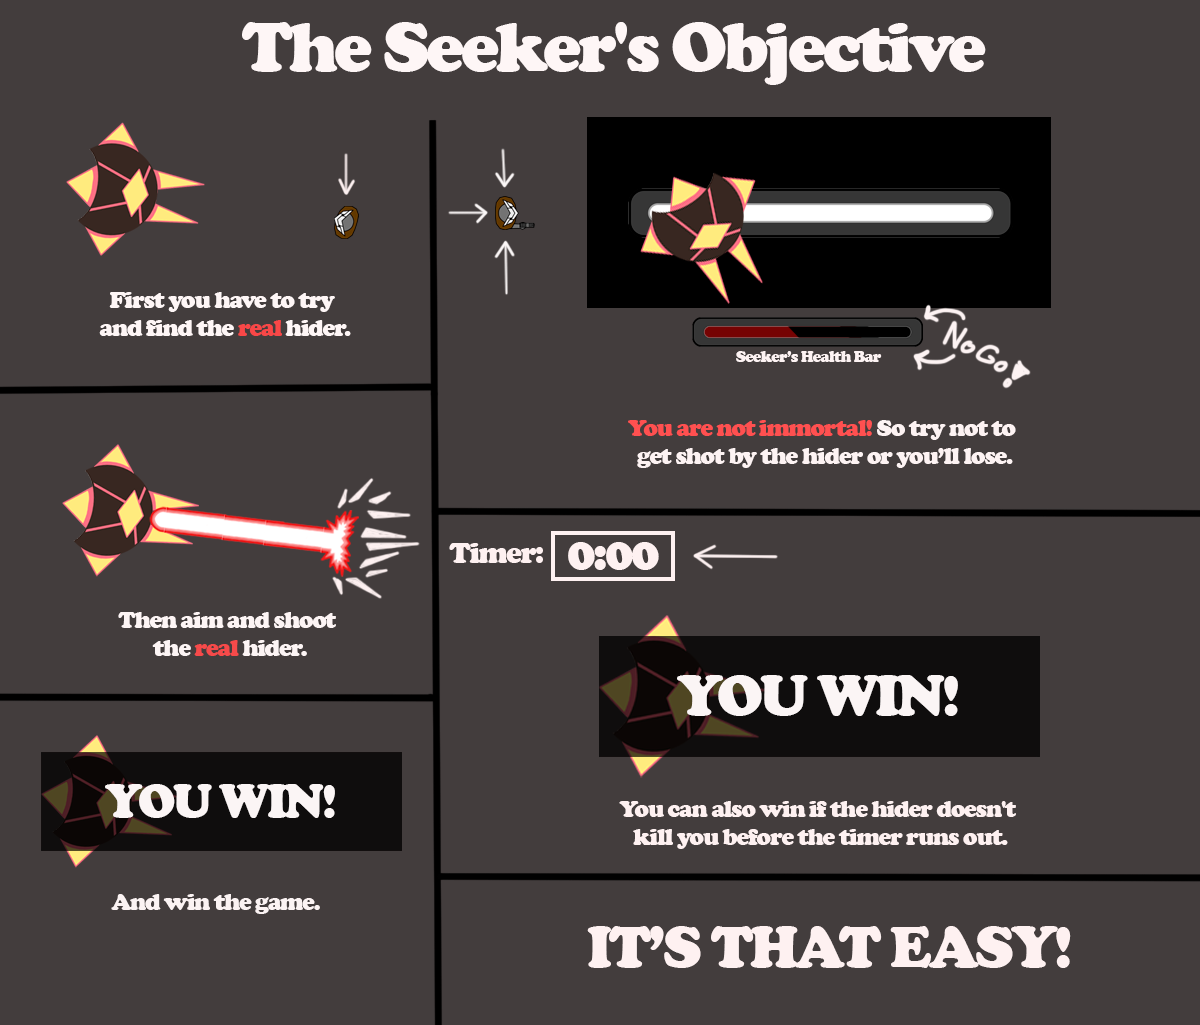 The Seeker's Objective
First you have to try
and find the real hider.
Then aim and shoot
the real hider.
YOU WIN!
And win the game.
Seeker's Health Bar
No Go!
You are not immortal! So try not to
get shot by the hider or you'll lose.
Timer: 0:00
YOU WIN!
You can also win if the hider doesn't
kill you before the timer runs out.
IT'S THAT EASY!